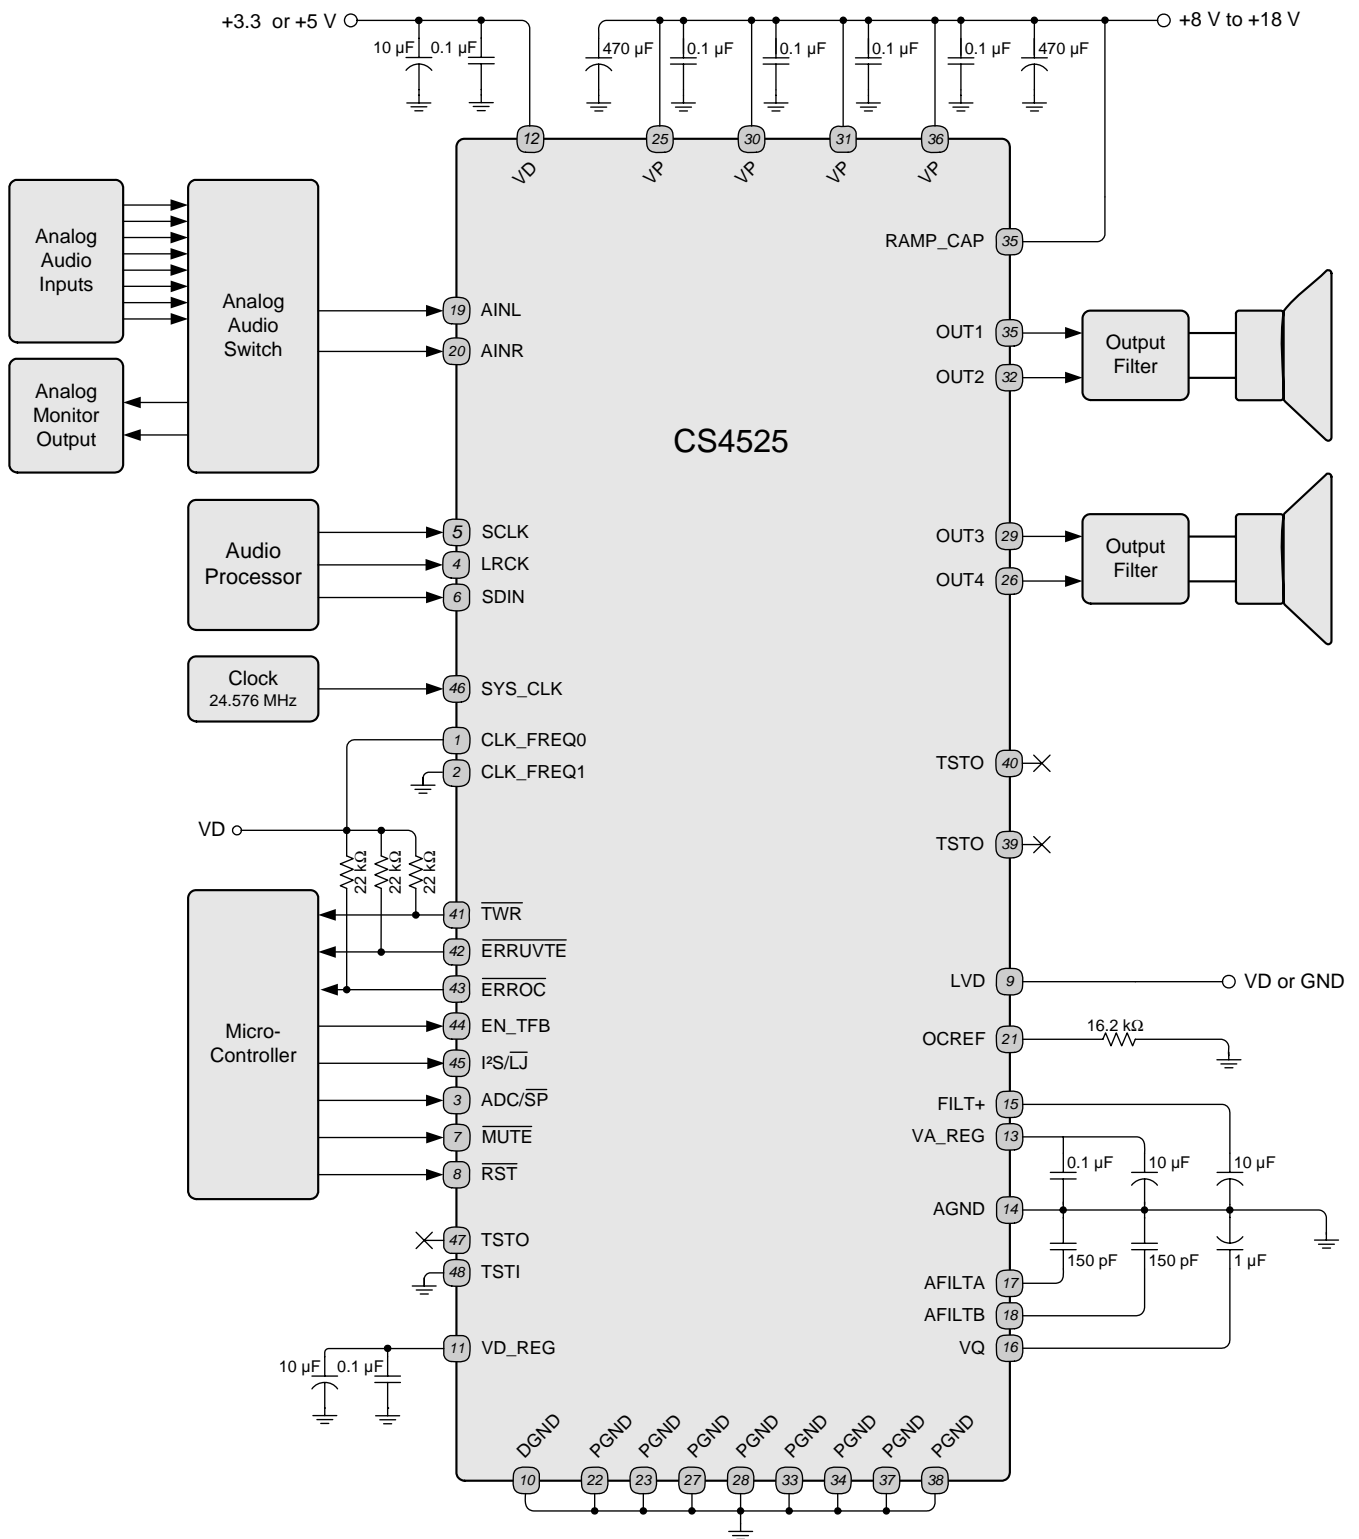 +3.3 or +5 V
10 µF
0.1 µF
470 µF
0.1 µF
0.1 µF
0.1 µF
0.1 µF
470 µF
+8 V to +18 V
12
25
30
31
36
VD
VP
VP
VP
VP
RAMP_CAP
35
Analog
Audio
Inputs
Analog
Audio
Switch
Analog
Monitor
Output
19
AINL
20
AINR
OUT1
35
OUT2
32
Output
Filter
CS4525
Audio
Processor
5
SCLK
4
LRCK
6
SDIN
OUT3
29
OUT4
26
Output
Filter
Clock
24.576 MHz
46
SYS_CLK
1
CLK_FREQ0
2
CLK_FREQ1
TSTO
40
TSTO
39
VD
22 kΩ
22 kΩ
22 kΩ
Micro-
Controller
41
TWR
42
ERRUVTE
43
ERROC
44
EN_TFB
45
I²S/LJ
3
ADC/SP
7
MUTE
8
RST
47
TSTO
48
TSTI
11
VD_REG
10 µF
0.1 µF
LVD
9
VD or GND
OCREF
21
16.2 kΩ
FILT+
15
VA_REG
13
0.1 µF
10 µF
10 µF
AGND
14
150 pF
150 pF
1 µF
AFILTA
17
AFILTB
18
VQ
16
DGND
PGND
PGND
PGND
PGND
PGND
PGND
PGND
PGND
10
22
23
27
28
33
34
37
38